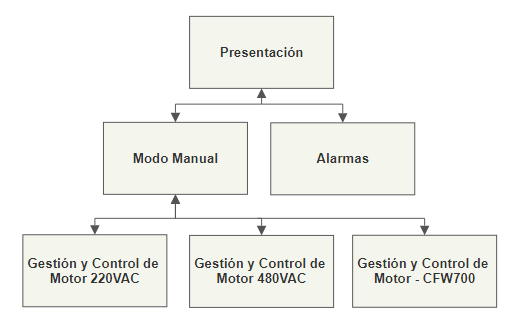 Presentación
Modo Manual
Alarmas
Gestión y Control de
Motor 220VAC
Gestión y Control de
Motor 480VAC
Gestión y Control de
Motor - CFW700